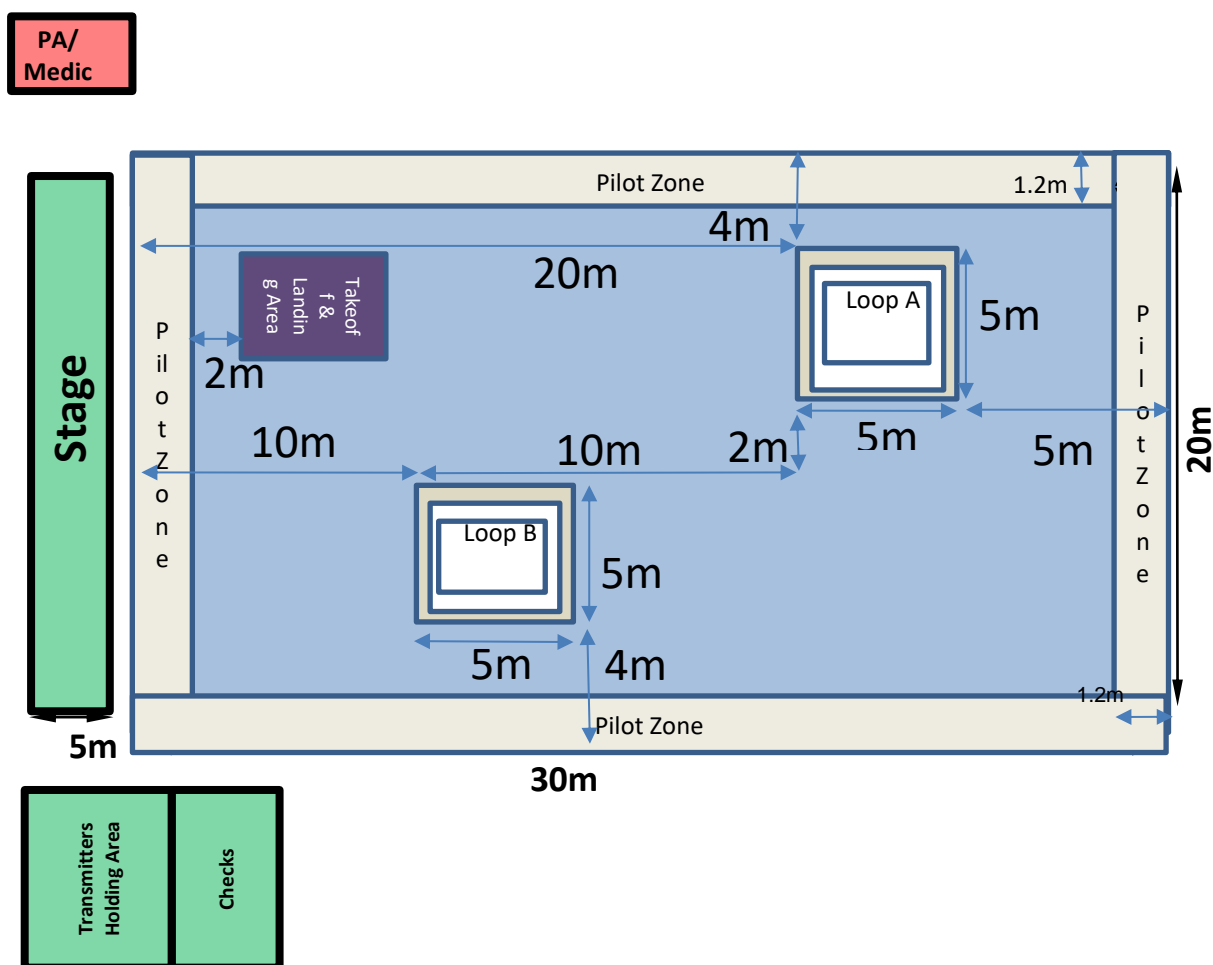 PA/
Medic
Pilot Zone
1.2m
4m
20m
Takeof
f &
Landin
g Area
Loop A
5m
2m
5m
5m
2m
10m
10m
P
i
l
o
t
Z
o
n
e
P
i
l
o
t
Z
o
n
e
Stage
20m
Loop B
5m
5m
4m
1.2m
Pilot Zone
5m
30m
Transmitters
Holding Area
Checks